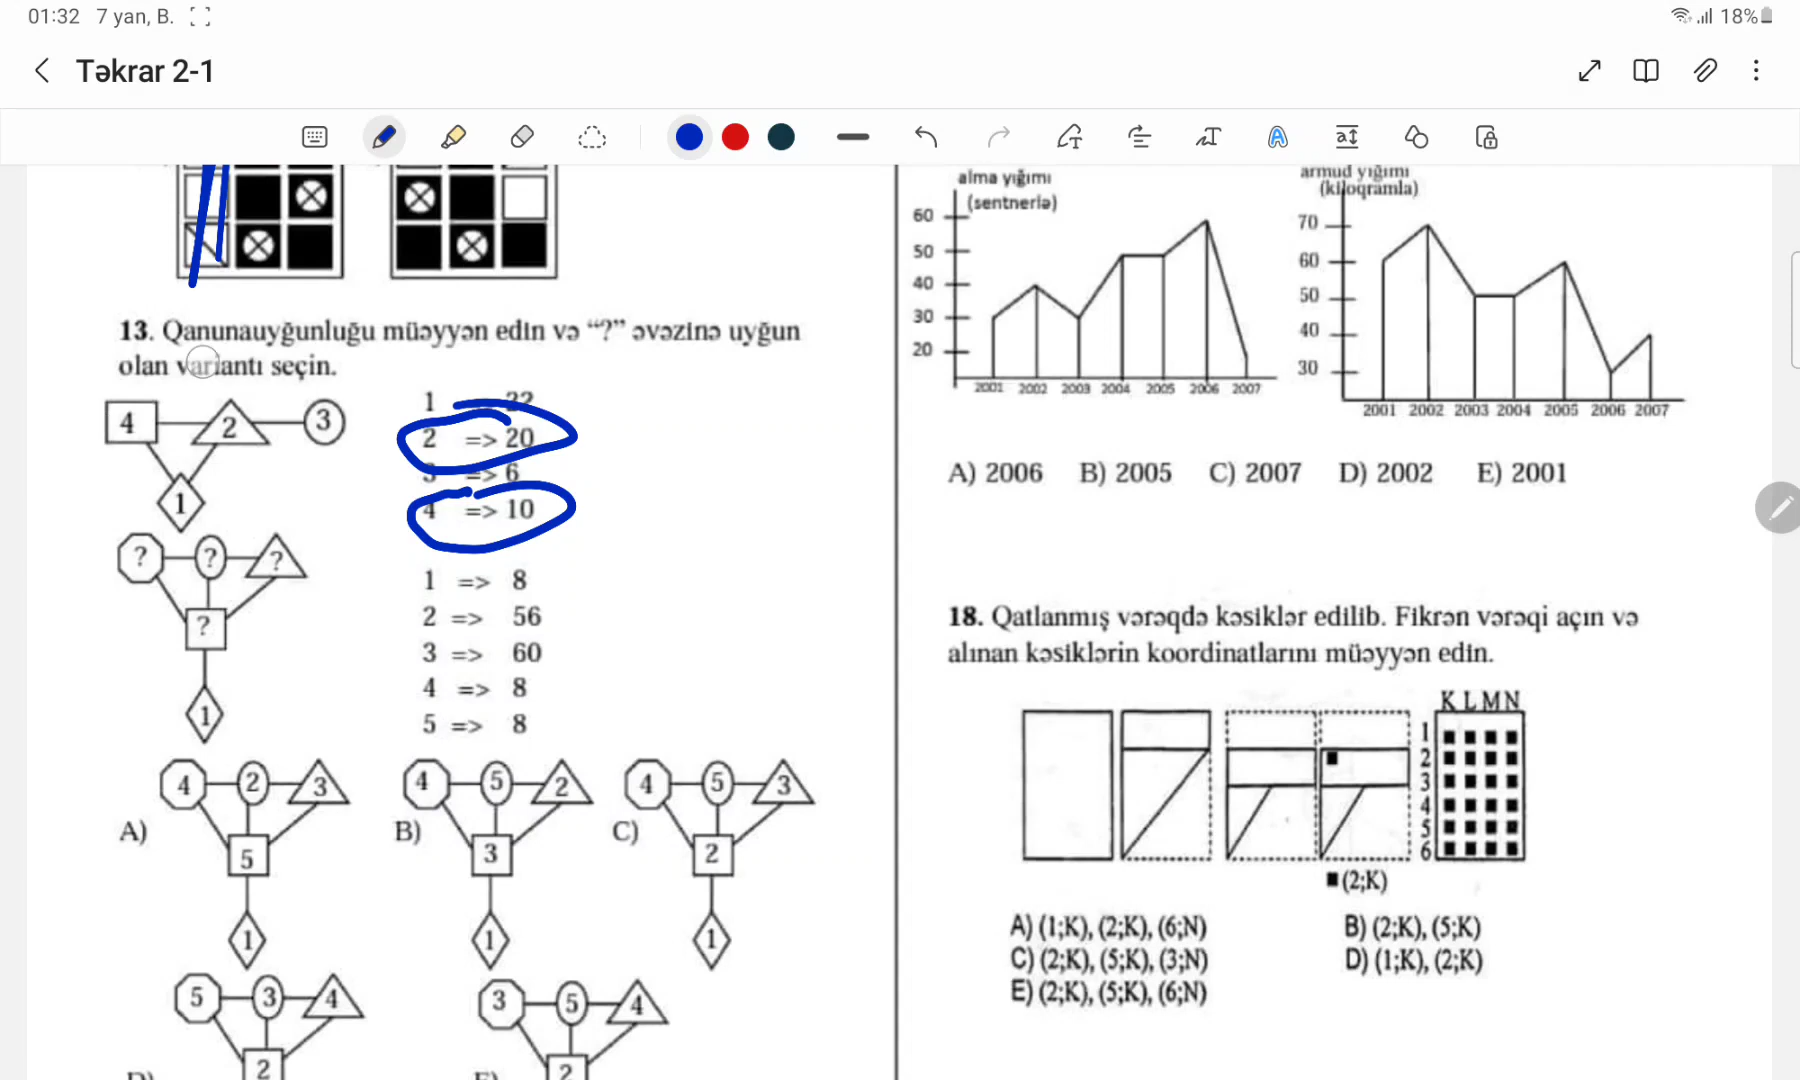 01:32 7 yan, B.
18%
Təkrar 2-1
13. Qanunauyğunluğu müəyyən edin və “?” əvəzinə uyğun
olan variantı seçin.
4 2 3
1
1 22
2 => 20
3 => 6
4 => 10
? ? ?
?
1
1 => 8
2 => 56
3 => 60
4 => 8
5 => 8
A) 4 2 3
5
1
B) 4 5 2
3
1
C) 4 5 3
2
1
5 3 4
2
3 5 4
2
alma yığımı
(sentnerlə)
60
50
40
30
20
2001 2002 2003 2004 2005 2006 2007
armud yığımı
(kiloqramla)
70
60
50
40
30
2001 2002 2003 2004 2005 2006 2007
A) 2006 B) 2005 C) 2007 D) 2002 E) 2001
18. Qatlanmış vərəqdə kəsiklər edilib. Fikrən vərəqi açın və
alınan kəsiklərin koordinatlarını müəyyən edin.
K L M N
1
2
3
4
5
6
(2;K)
A) (1;K), (2;K), (6;N) B) (2;K), (5;K)
C) (2;K), (5;K), (3;N) D) (1;K), (2;K)
E) (2;K), (5;K), (6;N)